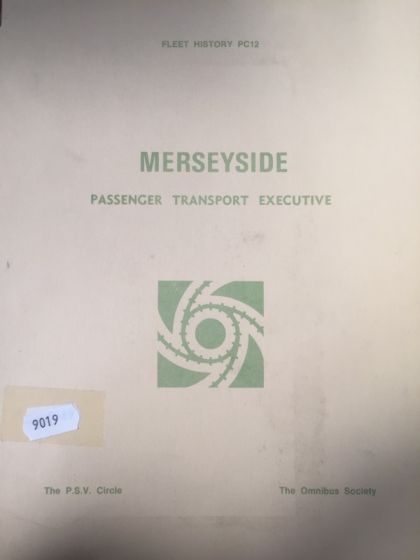 FLEET HISTORY PC12
MERSEYSIDE
PASSENGER TRANSPORT EXECUTIVE
9019
The P.S.V. Circle
The Omnibus Society